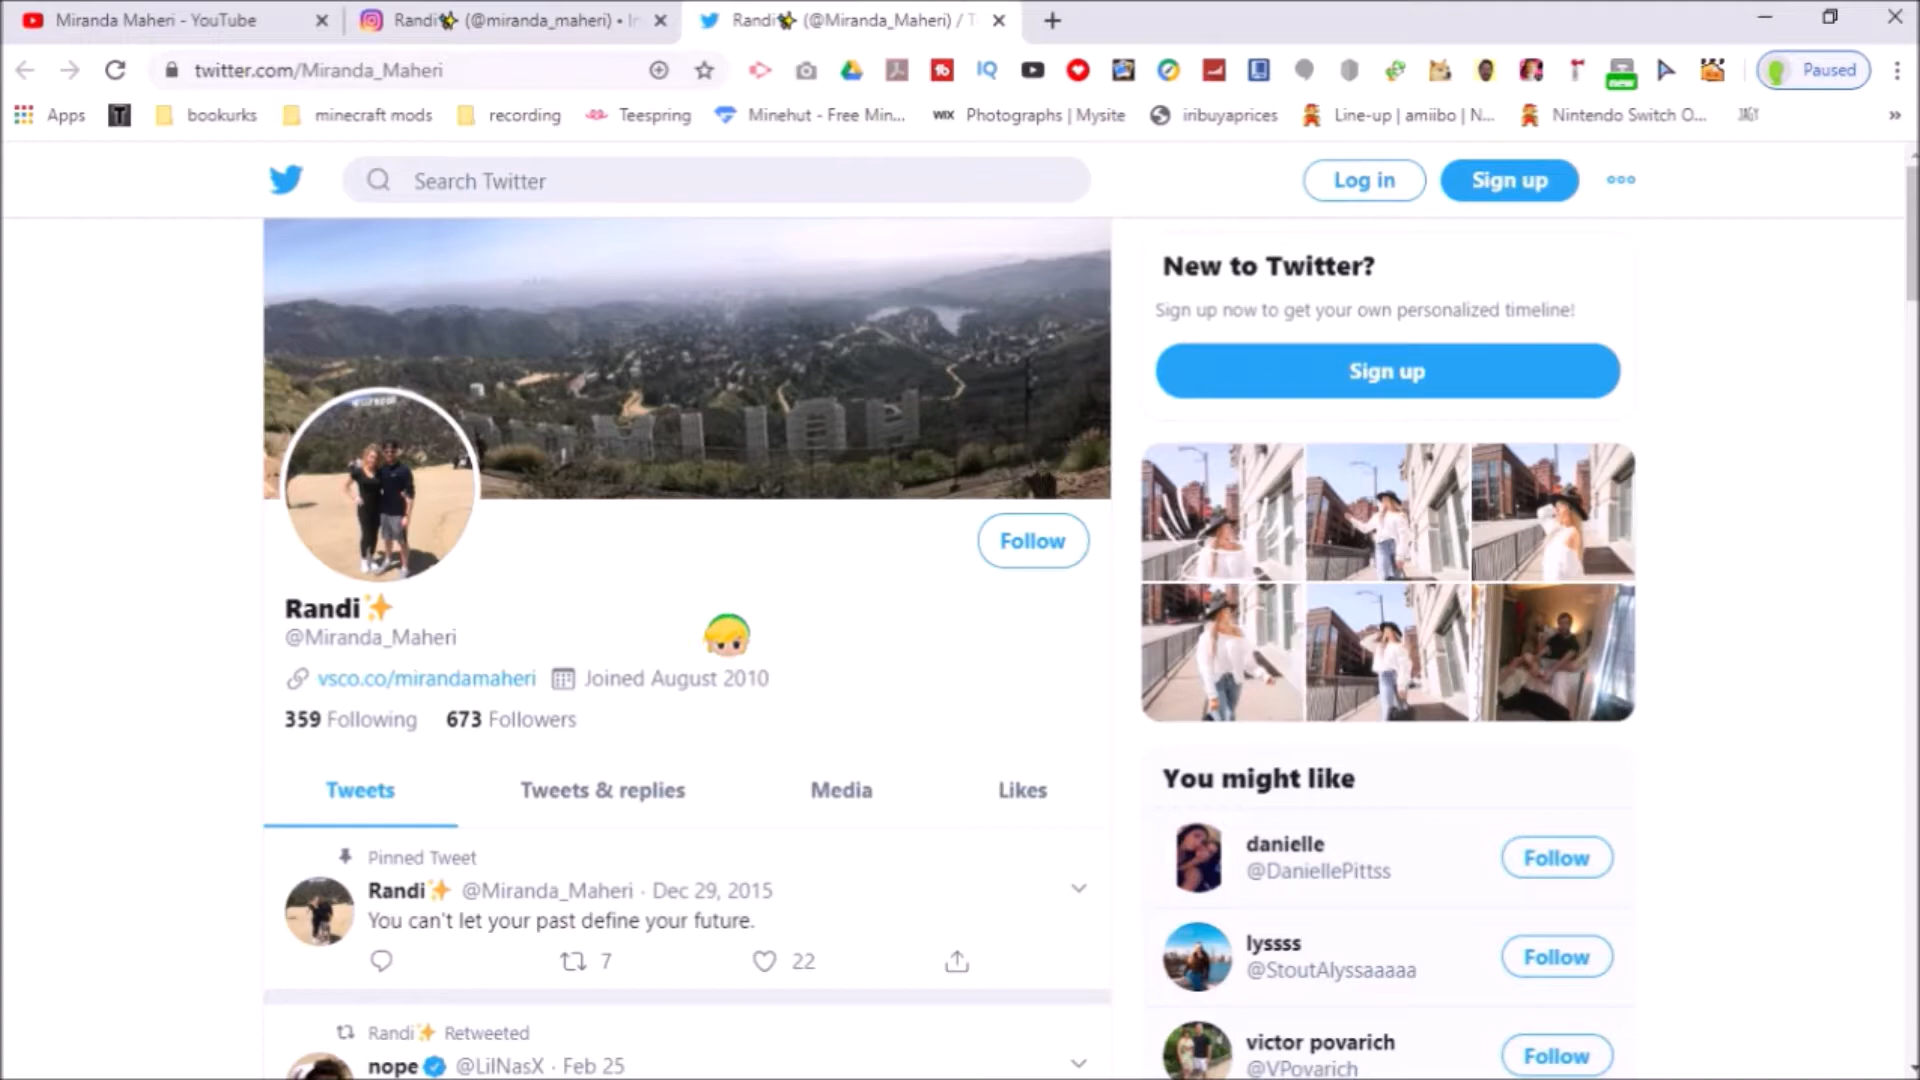 Miranda Maheri - YouTube
Randi✨ (@miranda_maheri) • In
Randi✨ (@Miranda_Maheri) / T
twitter.com/Miranda_Maheri
IQ
new
Paused
Apps
bookurks
minecraft mods
recording
Teespring
Minehut - Free Min...
WIX Photographs | Mysite
iribuyaprices
Line-up | amiibo | N...
Nintendo Switch O...
Search Twitter
Log in
Sign up
New to Twitter?
Sign up now to get your own personalized timeline!
Sign up
Follow
Randi✨
@Miranda_Maheri
vsco.co/mirandamaheri
Joined August 2010
359 Following 673 Followers
Tweets
Tweets & replies
Media
Likes
Pinned Tweet
Randi✨ @Miranda_Maheri · Dec 29, 2015
You can't let your past define your future.
7
22
Randi✨ Retweeted
nope @LilNasX · Feb 25
You might like
danielle
@DaniellePittss
Follow
lyssss
@StoutAlyssaaaaa
Follow
victor povarich
@VPovarich
Follow